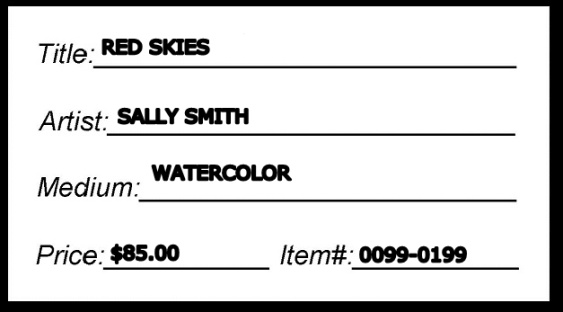 Title: RED SKIES
Artist: SALLY SMITH
Medium: WATERCOLOR
Price: $85.00 Item#: 0099-0199